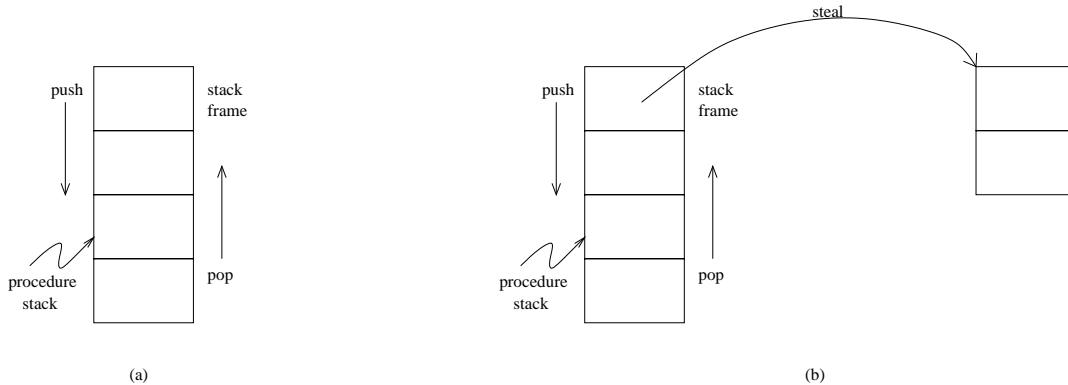 push
stack
frame
procedure
stack
pop
(a)
steal
push
stack
frame
procedure
stack
pop
(b)